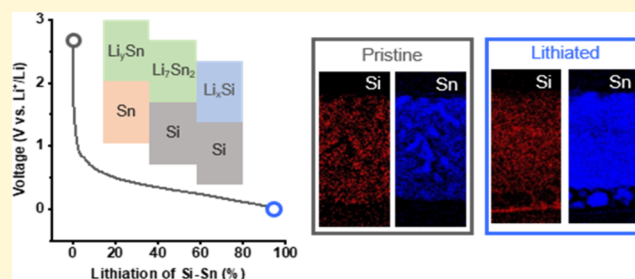 3
2
1
0
Voltage (V vs. Li⁺/Li)
LiySn
Li7Sn2
LixSi
Sn
Si
Si
0
20
40
60
80
100
Lithiation of Si-Sn (%)
Pristine
Si
Sn
Lithiated
Si
Sn